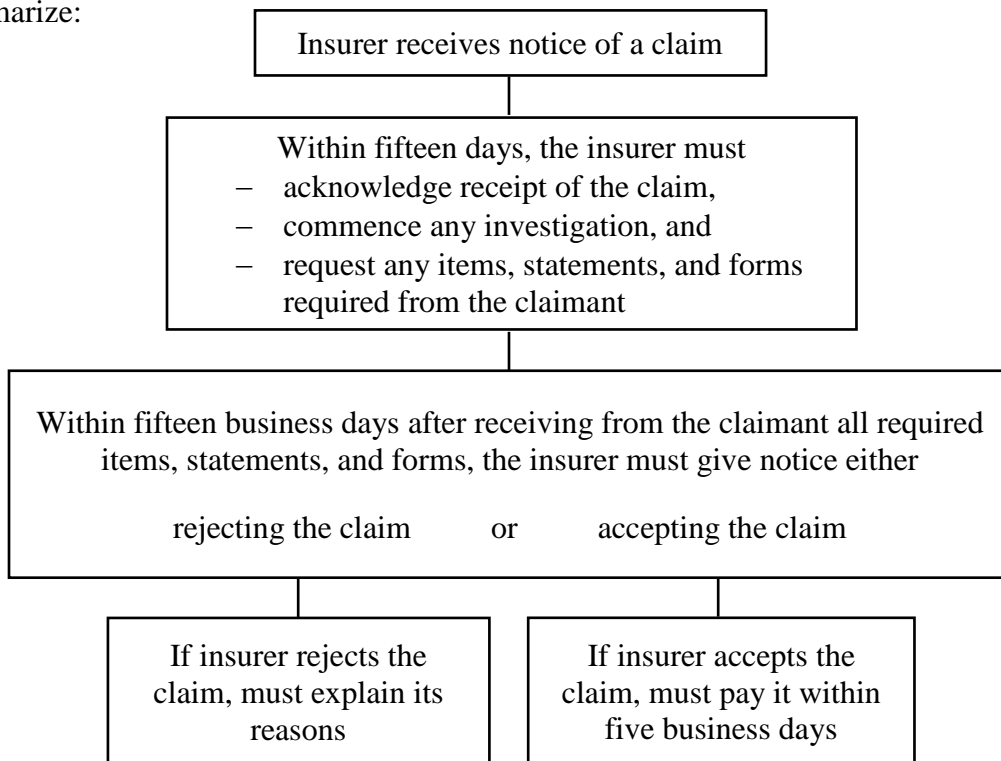 marize:
Insurer receives notice of a claim
Within fifteen days, the insurer must
– acknowledge receipt of the claim,
– commence any investigation, and
– request any items, statements, and forms
required from the claimant
Within fifteen business days after receiving from the claimant all required
items, statements, and forms, the insurer must give notice either
rejecting the claim or accepting the claim
If insurer rejects the
claim, must explain its
reasons
If insurer accepts the
claim, must pay it within
five business days